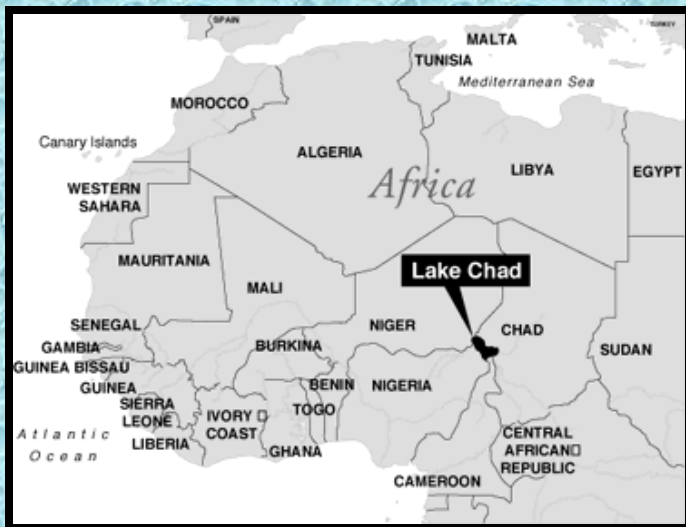 SPAIN
TURKEY
MALTA
TUNISIA
Mediterranean Sea
MOROCCO
Canary Islands
ALGERIA
LIBYA
EGYPT
Africa
WESTERN
SAHARA
MAURITANIA
Lake Chad
MALI
NIGER
CHAD
SUDAN
SENEGAL
GAMBIA
GUINEA BISSAU
GUINEA
BURKINA
BENIN
NIGERIA
SIERRA
LEONE
IVORY
COAST
TOGO
LIBERIA
GHANA
Atlantic
Ocean
CENTRAL
AFRICAN
REPUBLIC
CAMEROON